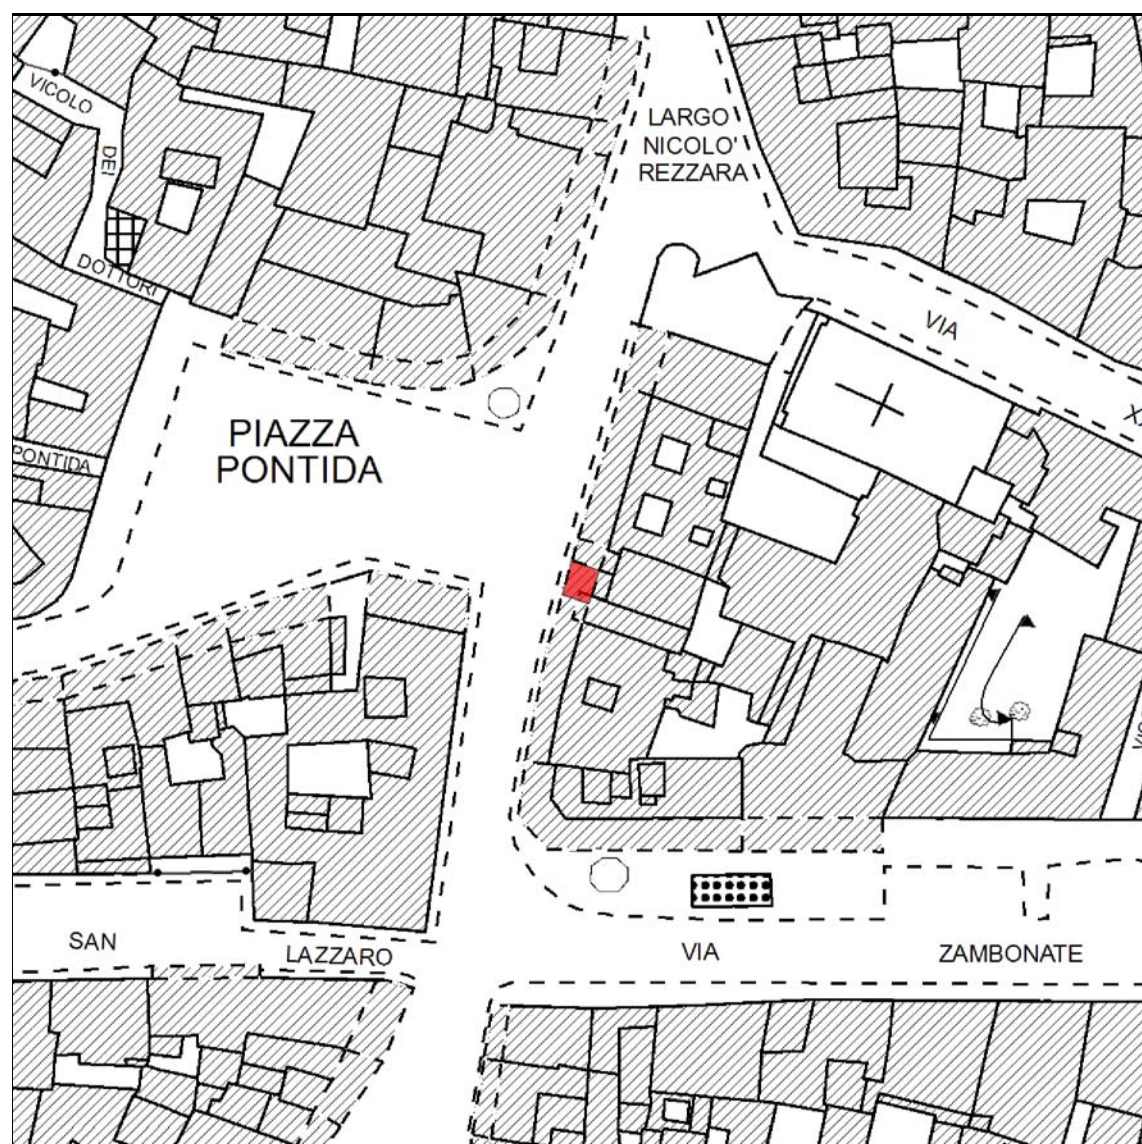 VICOLO
DEI
DOTTORI
LARGO
NICOLO'
REZZARA
VIA
PIAZZA
PONTIDA
PONTIDA
SAN
LAZZARO
VIA
ZAMBONATE